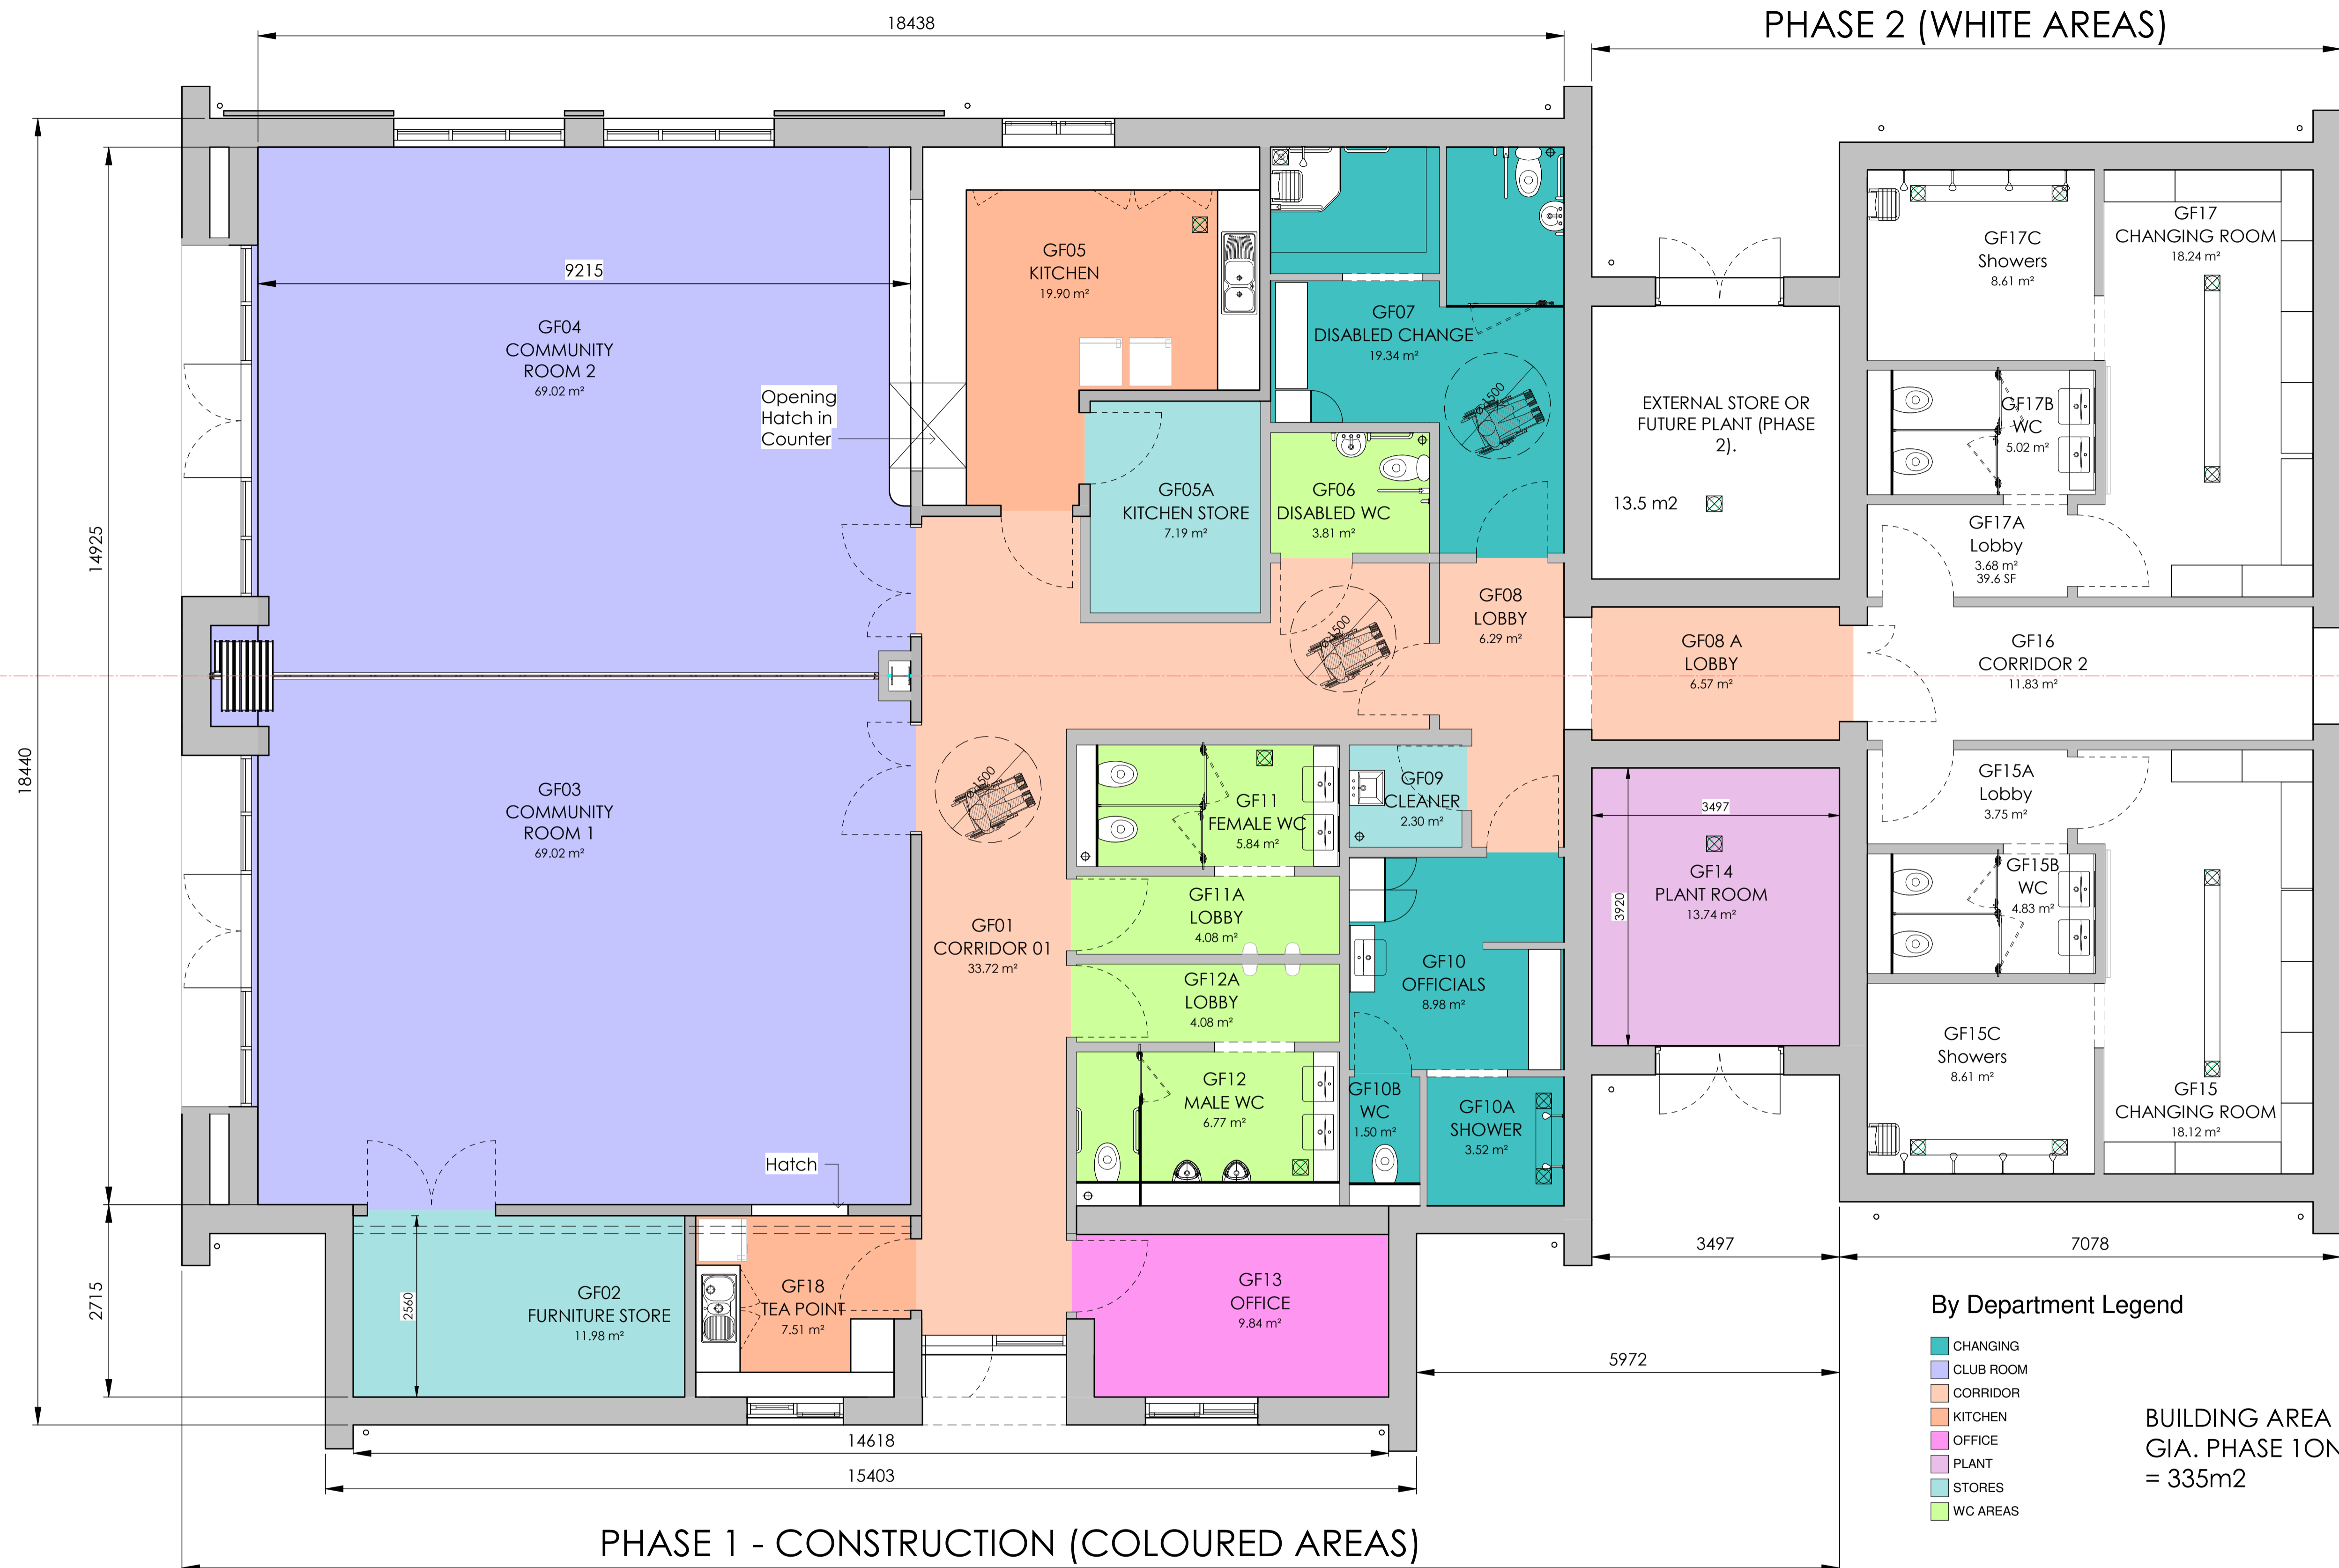 18438
PHASE 2 (WHITE AREAS)
9215
14925
18440
2715
GF04
COMMUNITY
ROOM 2
69.02 m²
Opening
Hatch in
Counter
GF05
KITCHEN
19.90 m²
GF05A
KITCHEN STORE
7.19 m²
GF07
DISABLED CHANGE
19.34 m²
Ø1500
GF06
DISABLED WC
3.81 m²
GF08
LOBBY
6.29 m²
Ø1500
EXTERNAL STORE OR
FUTURE PLANT (PHASE
2).
13.5 m2
GF08 A
LOBBY
6.57 m²
GF17C
Showers
8.61 m²
GF17
CHANGING ROOM
18.24 m²
GF17B
WC
5.02 m²
GF17A
Lobby
3.68 m²
39.6 SF
GF16
CORRIDOR 2
11.83 m²
GF03
COMMUNITY
ROOM 1
69.02 m²
Hatch
Ø1500
GF01
CORRIDOR 01
33.72 m²
GF11
FEMALE WC
5.84 m²
GF11A
LOBBY
4.08 m²
GF12A
LOBBY
4.08 m²
GF12
MALE WC
6.77 m²
GF09
CLEANER
2.30 m²
GF10
OFFICIALS
8.98 m²
GF10B
WC
1.50 m²
GF10A
SHOWER
3.52 m²
3497
3920
GF14
PLANT ROOM
13.74 m²
GF15A
Lobby
3.75 m²
GF15B
WC
4.83 m²
GF15C
Showers
8.61 m²
GF15
CHANGING ROOM
18.12 m²
2560
GF02
FURNITURE STORE
11.98 m²
GF18
TEA POINT
7.51 m²
GF13
OFFICE
9.84 m²
3497
7078
5972
14618
15403
By Department Legend
CHANGING
CLUB ROOM
CORRIDOR
KITCHEN
OFFICE
PLANT
STORES
WC AREAS
BUILDING AREA
GIA. PHASE 1ON
= 335m2
PHASE 1 - CONSTRUCTION (COLOURED AREAS)